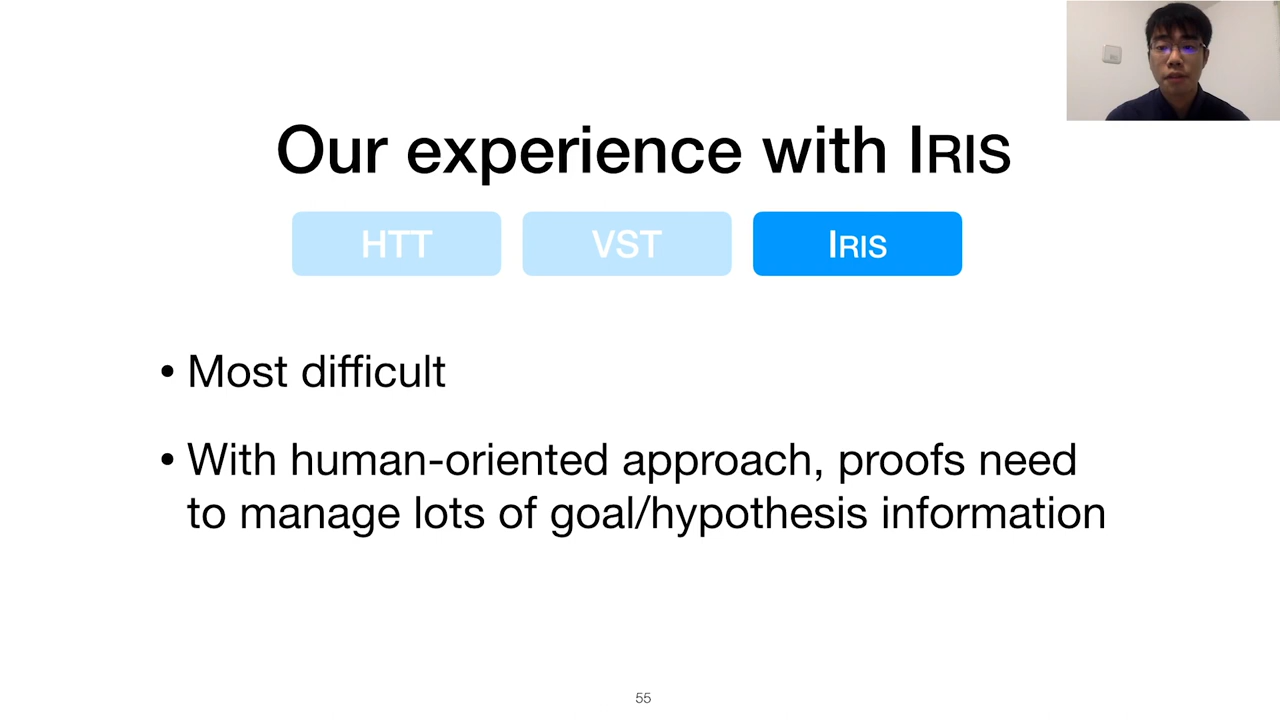 Our experience with IRIS
HTT VST IRIS
• Most difficult
• With human-oriented approach, proofs need
to manage lots of goal/hypothesis information
55